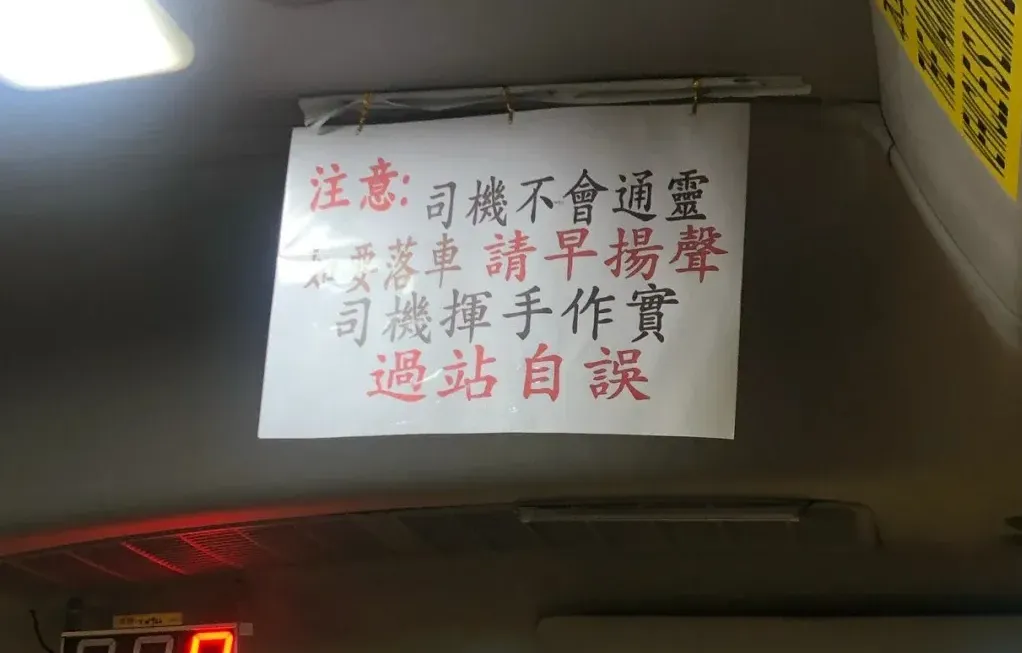 注意: 司機不會通靈
要落車 請早揚聲
司機揮手作實
過站自誤